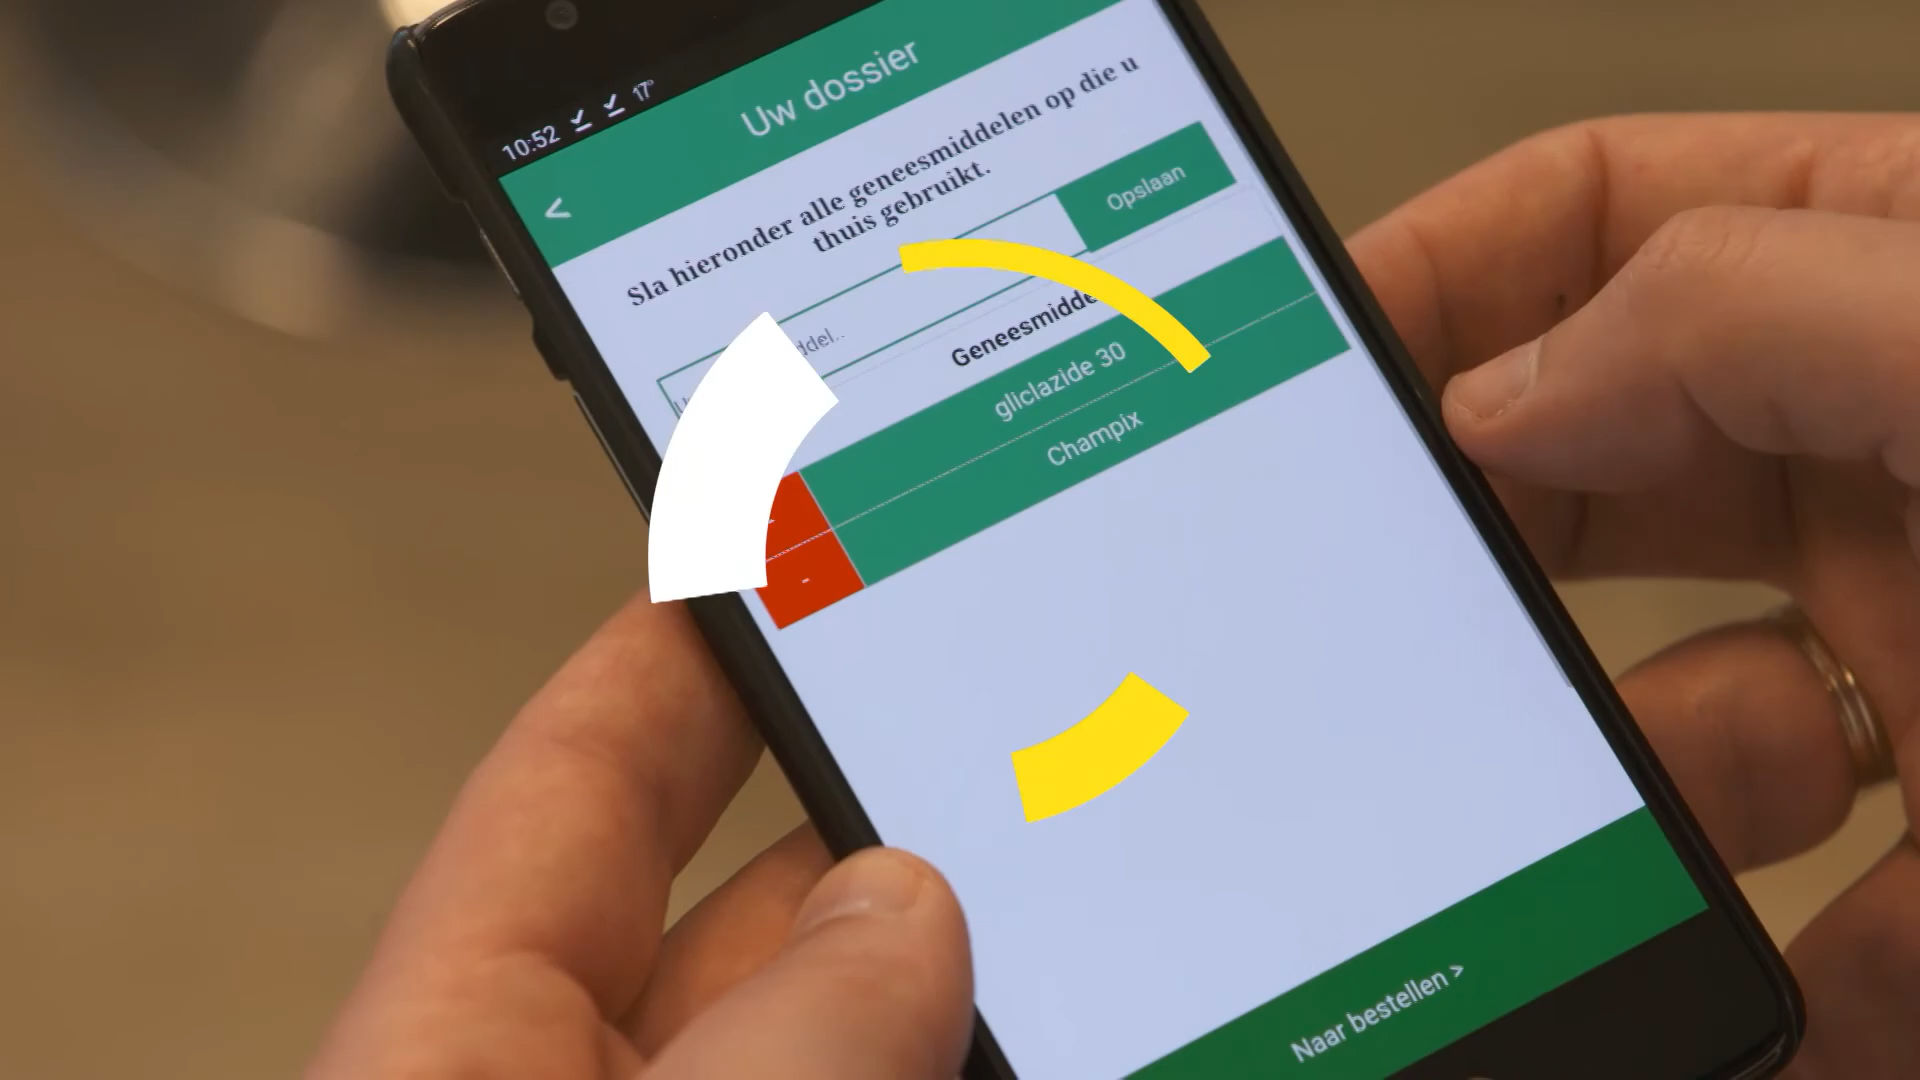 10:52 17°
Uw dossier
<
Sla hieronder alle geneesmiddelen op die u
thuis gebruikt.
Opslaan
gliclazide 30
Champix
-
Naar bestellen >